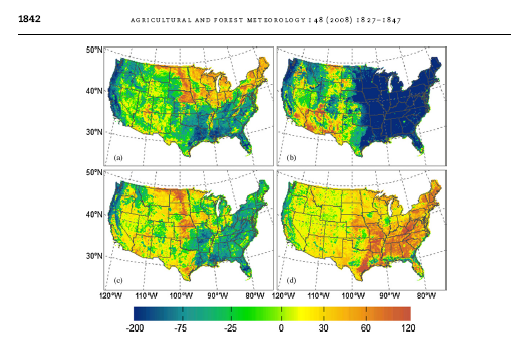 1842
AGRICULTURAL AND FOREST METEOROLOGY 148 (2008) 1827–1847
50°N
40°N
30°N
(a)
(b)
50°N
40°N
30°N
(c)
(d)
120°W 110°W 100°W 90°W 80°W 120°W 110°W 100°W 90°W 80°W
-200 -75 -25 0 30 60 120